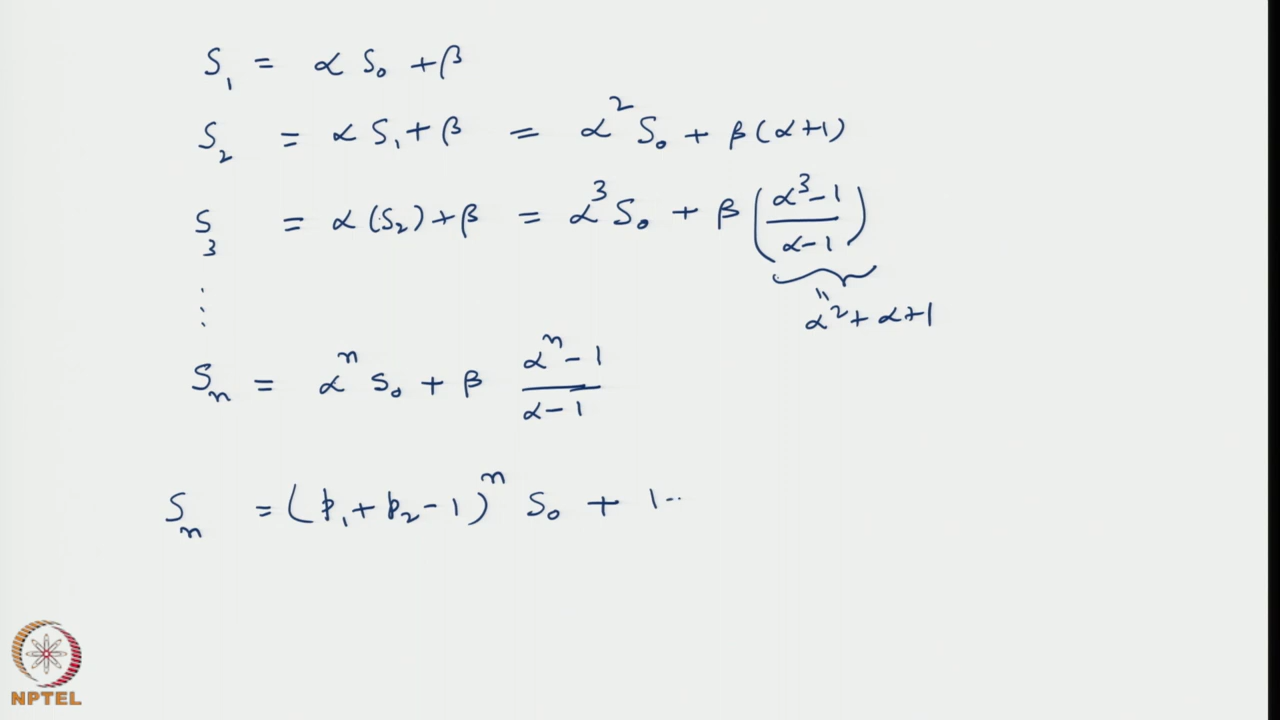 S₁ = α S₀ + β
S₂ = α S₁ + β = α² S₀ + β(α+1)
S₃ = α(S₂) + β = α³ S₀ + β ( (α³ - 1) / (α - 1) )
⋮
" α² + α + 1
Sₙ = αⁿ S₀ + β (αⁿ - 1) / (α - 1)
Sₙ = (p₁ + p₂ - 1)ⁿ S₀ + 1 -
NPTEL